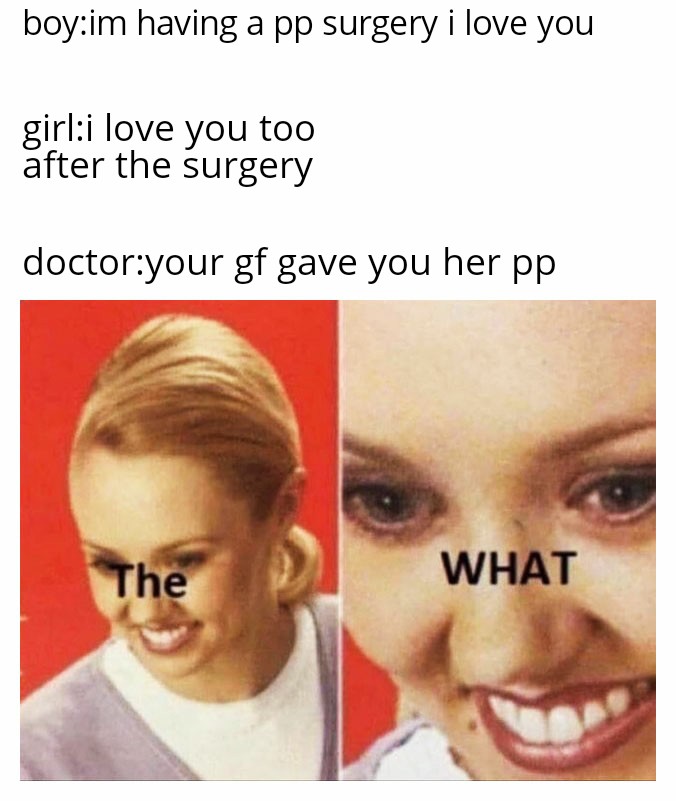 boy:im having a pp surgery i love you
girl:i love you too
after the surgery
doctor:your gf gave you her pp
The
WHAT